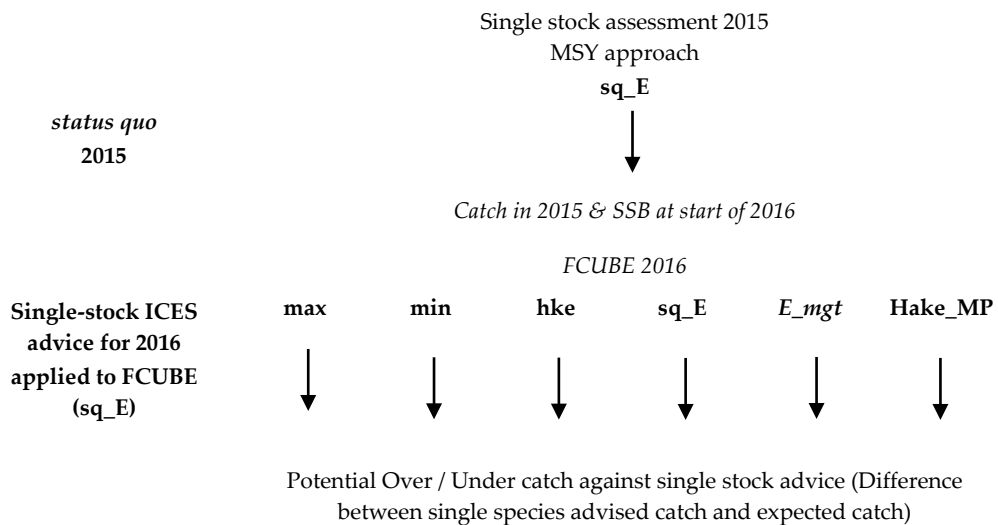 Single stock assessment 2015
MSY approach
sq_E
status quo
2015
Catch in 2015 & SSB at start of 2016
FCUBE 2016
Single-stock ICES
advice for 2016
applied to FCUBE
(sq_E)
max min hke sq_E E_mgt Hake_MP
Potential Over / Under catch against single stock advice (Difference
between single species advised catch and expected catch)